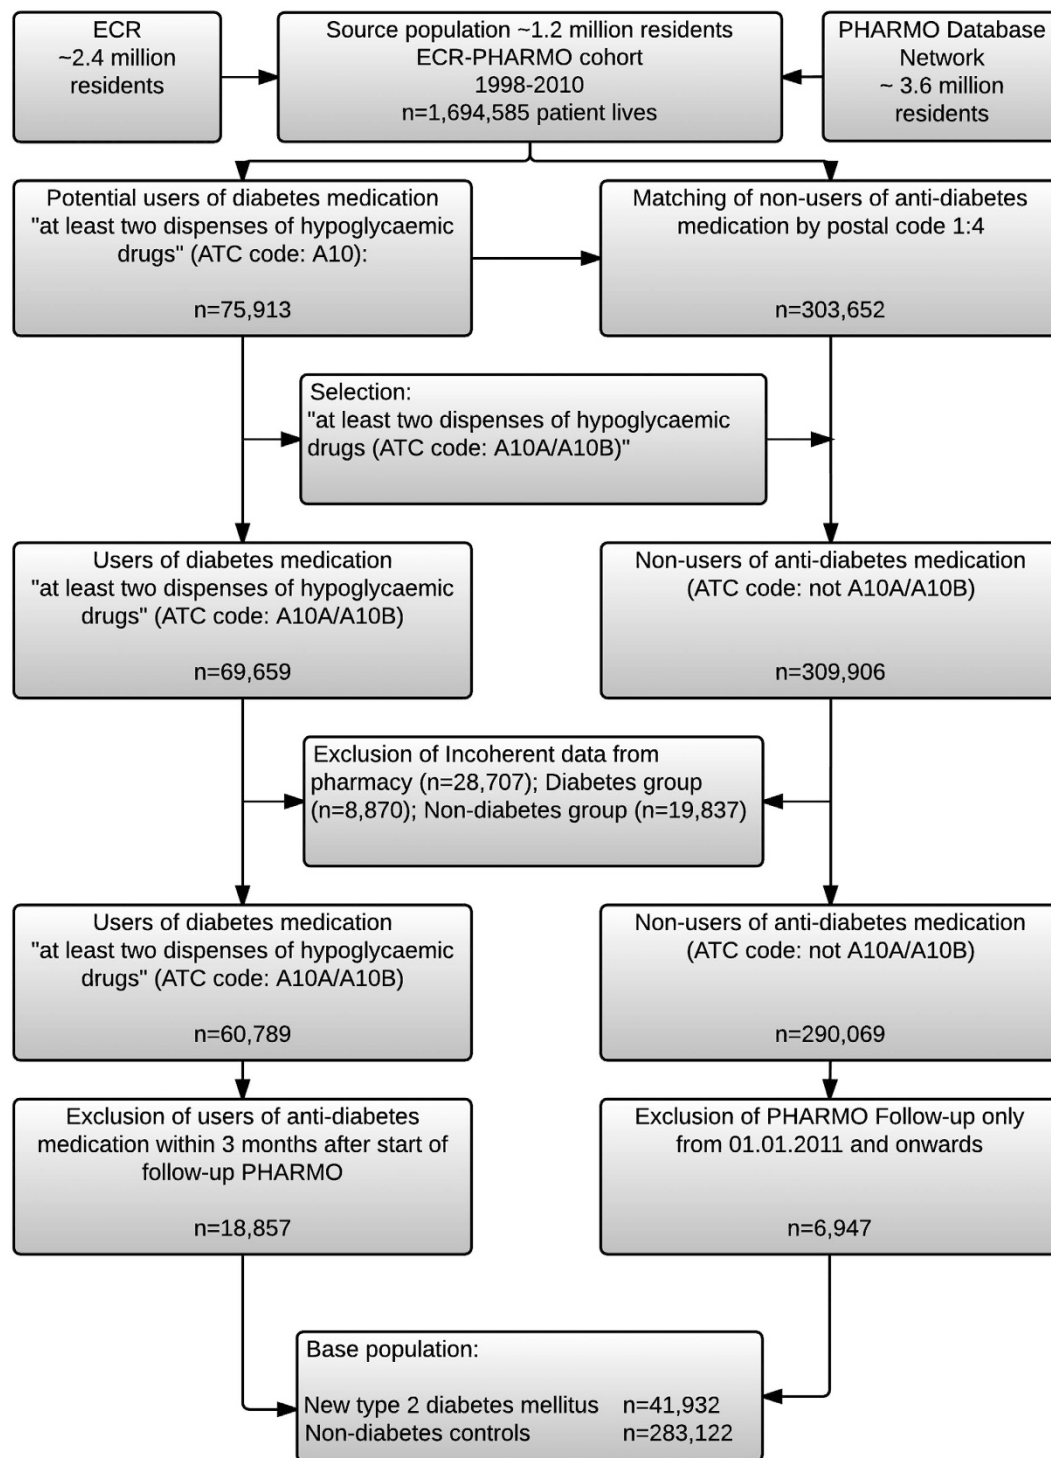 ECR
~2.4 million
residents
Source population ~1.2 million residents
ECR-PHARMO cohort
1998-2010
n=1,694,585 patient lives
PHARMO Database
Network
~ 3.6 million
residents
Potential users of diabetes medication
"at least two dispenses of hypoglycaemic
drugs" (ATC code: A10):
n=75,913
Matching of non-users of anti-diabetes
medication by postal code 1:4
n=303,652
Selection:
"at least two dispenses of hypoglycaemic
drugs (ATC code: A10A/A10B)"
Users of diabetes medication
"at least two dispenses of hypoglycaemic
drugs" (ATC code: A10A/A10B)
n=69,659
Non-users of anti-diabetes medication
(ATC code: not A10A/A10B)
n=309,906
Exclusion of Incoherent data from
pharmacy (n=28,707); Diabetes group
(n=8,870); Non-diabetes group (n=19,837)
Users of diabetes medication
"at least two dispenses of hypoglycaemic
drugs" (ATC code: A10A/A10B)
n=60,789
Non-users of anti-diabetes medication
(ATC code: not A10A/A10B)
n=290,069
Exclusion of users of anti-diabetes
medication within 3 months after start of
follow-up PHARMO
n=18,857
Exclusion of PHARMO Follow-up only
from 01.01.2011 and onwards
n=6,947
Base population:
New type 2 diabetes mellitus n=41,932
Non-diabetes controls n=283,122